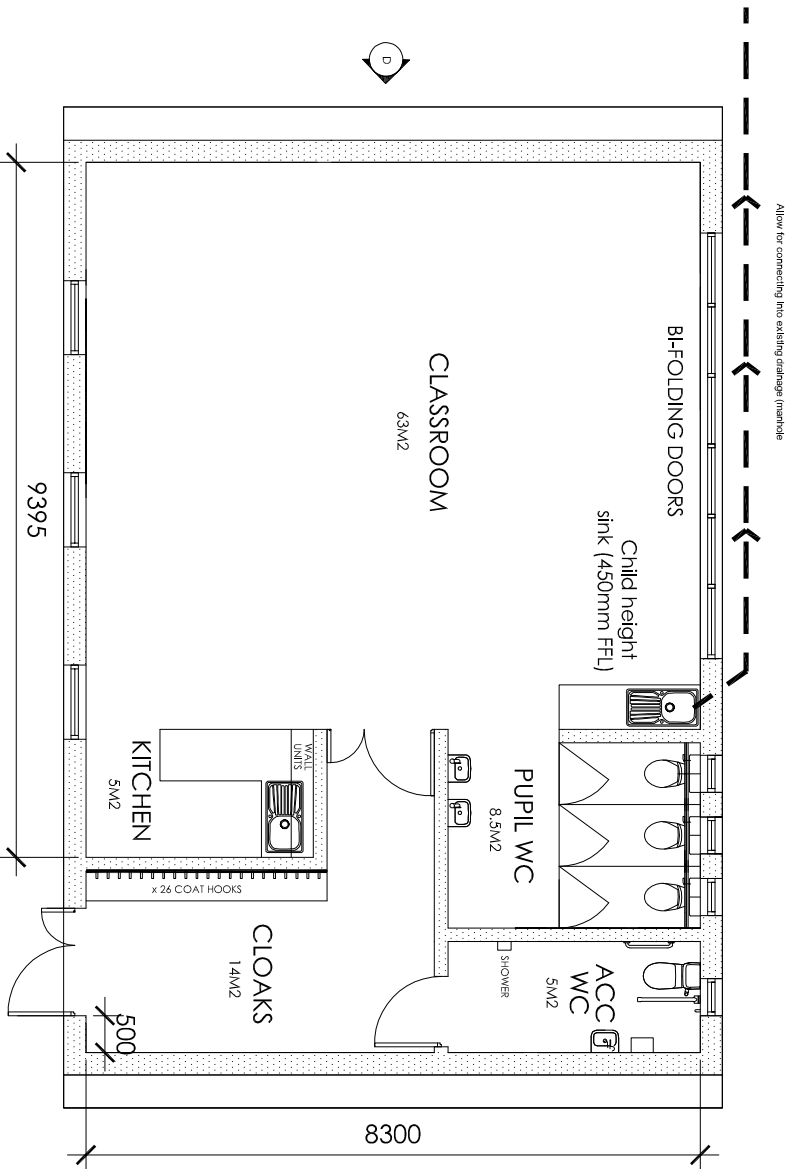 D
Allow for connecting into existing drainage (manhole
BI-FOLDING DOORS
CLASSROOM
63M2
Child height
sink (450mm FFL)
9395
KITCHEN
5M2
WALL
UNITS
PUPIL WC
8.5M2
x 26 COAT HOOKS
CLOAKS
14M2
SHOWER
ACC
WC
5M2
500
8300